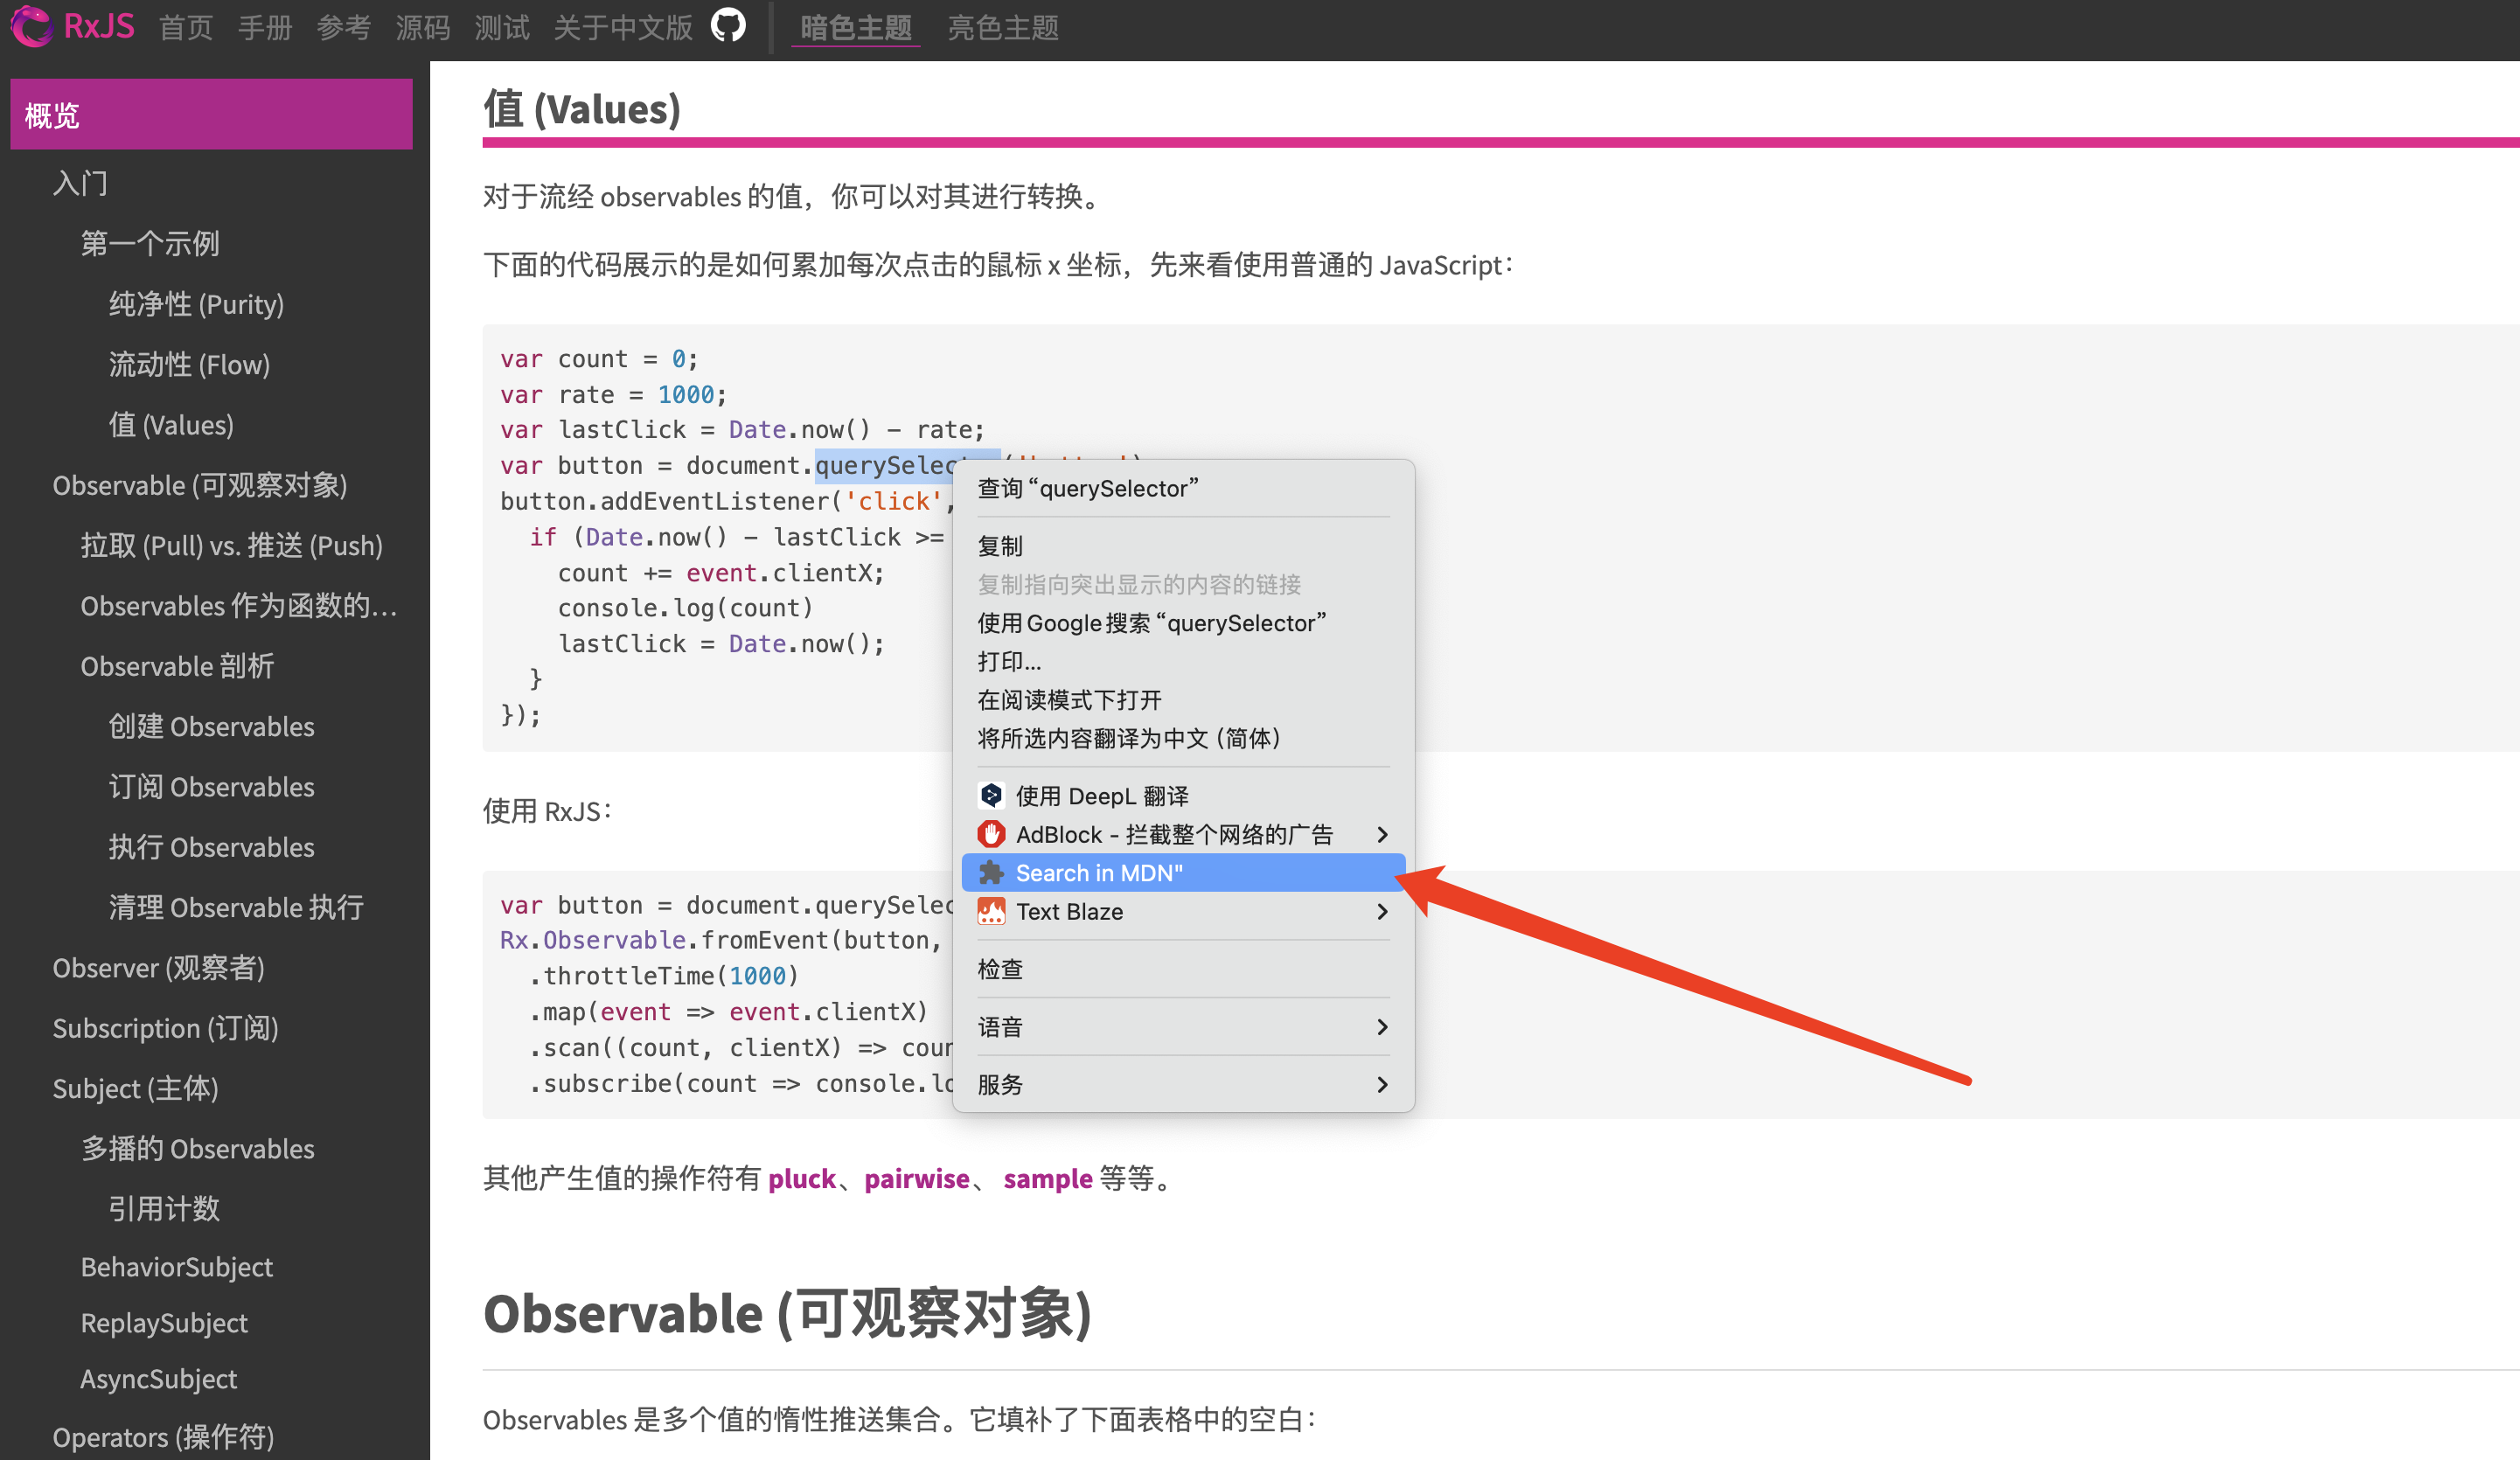 RxJS 首页 手册 参考 源码 测试 关于中文版 暗色主题 亮色主题
概览
入门
第一个示例
纯净性 (Purity)
流动性 (Flow)
值 (Values)
Observable (可观察对象)
拉取 (Pull) vs. 推送 (Push)
Observables 作为函数的...
Observable 剖析
创建 Observables
订阅 Observables
执行 Observables
清理 Observable 执行
Observer (观察者)
Subscription (订阅)
Subject (主体)
多播的 Observables
引用计数
BehaviorSubject
ReplaySubject
AsyncSubject
Operators (操作符)
值 (Values)
对于流经 observables 的值，你可以对其进行转换。
下面的代码展示的是如何累加每次点击的鼠标 x 坐标，先来看使用普通的 JavaScript：
var count = 0;
var rate = 1000;
var lastClick = Date.now() - rate;
var button = document.querySelec
button.addEventListener('click',
if (Date.now() - lastClick >=
count += event.clientX;
console.log(count)
lastClick = Date.now();
}
});
使用 RxJS：
var button = document.querySelec
Rx.Observable.fromEvent(button,
.throttleTime(1000)
.map(event => event.clientX)
.scan((count, clientX) => cour
.subscribe(count => console.lo
其他产生值的操作符有 pluck、pairwise、 sample 等等。
Observable (可观察对象)
Observables 是多个值的惰性推送集合。它填补了下面表格中的空白：
查询 “querySelector”
复制
复制指向突出显示的内容的链接
使用Google搜索 “querySelector”
打印...
在阅读模式下打开
将所选内容翻译为中文 (简体)
使用 DeepL 翻译
AdBlock - 拦截整个网络的广告
Search in MDN"
Text Blaze
检查
语音
服务